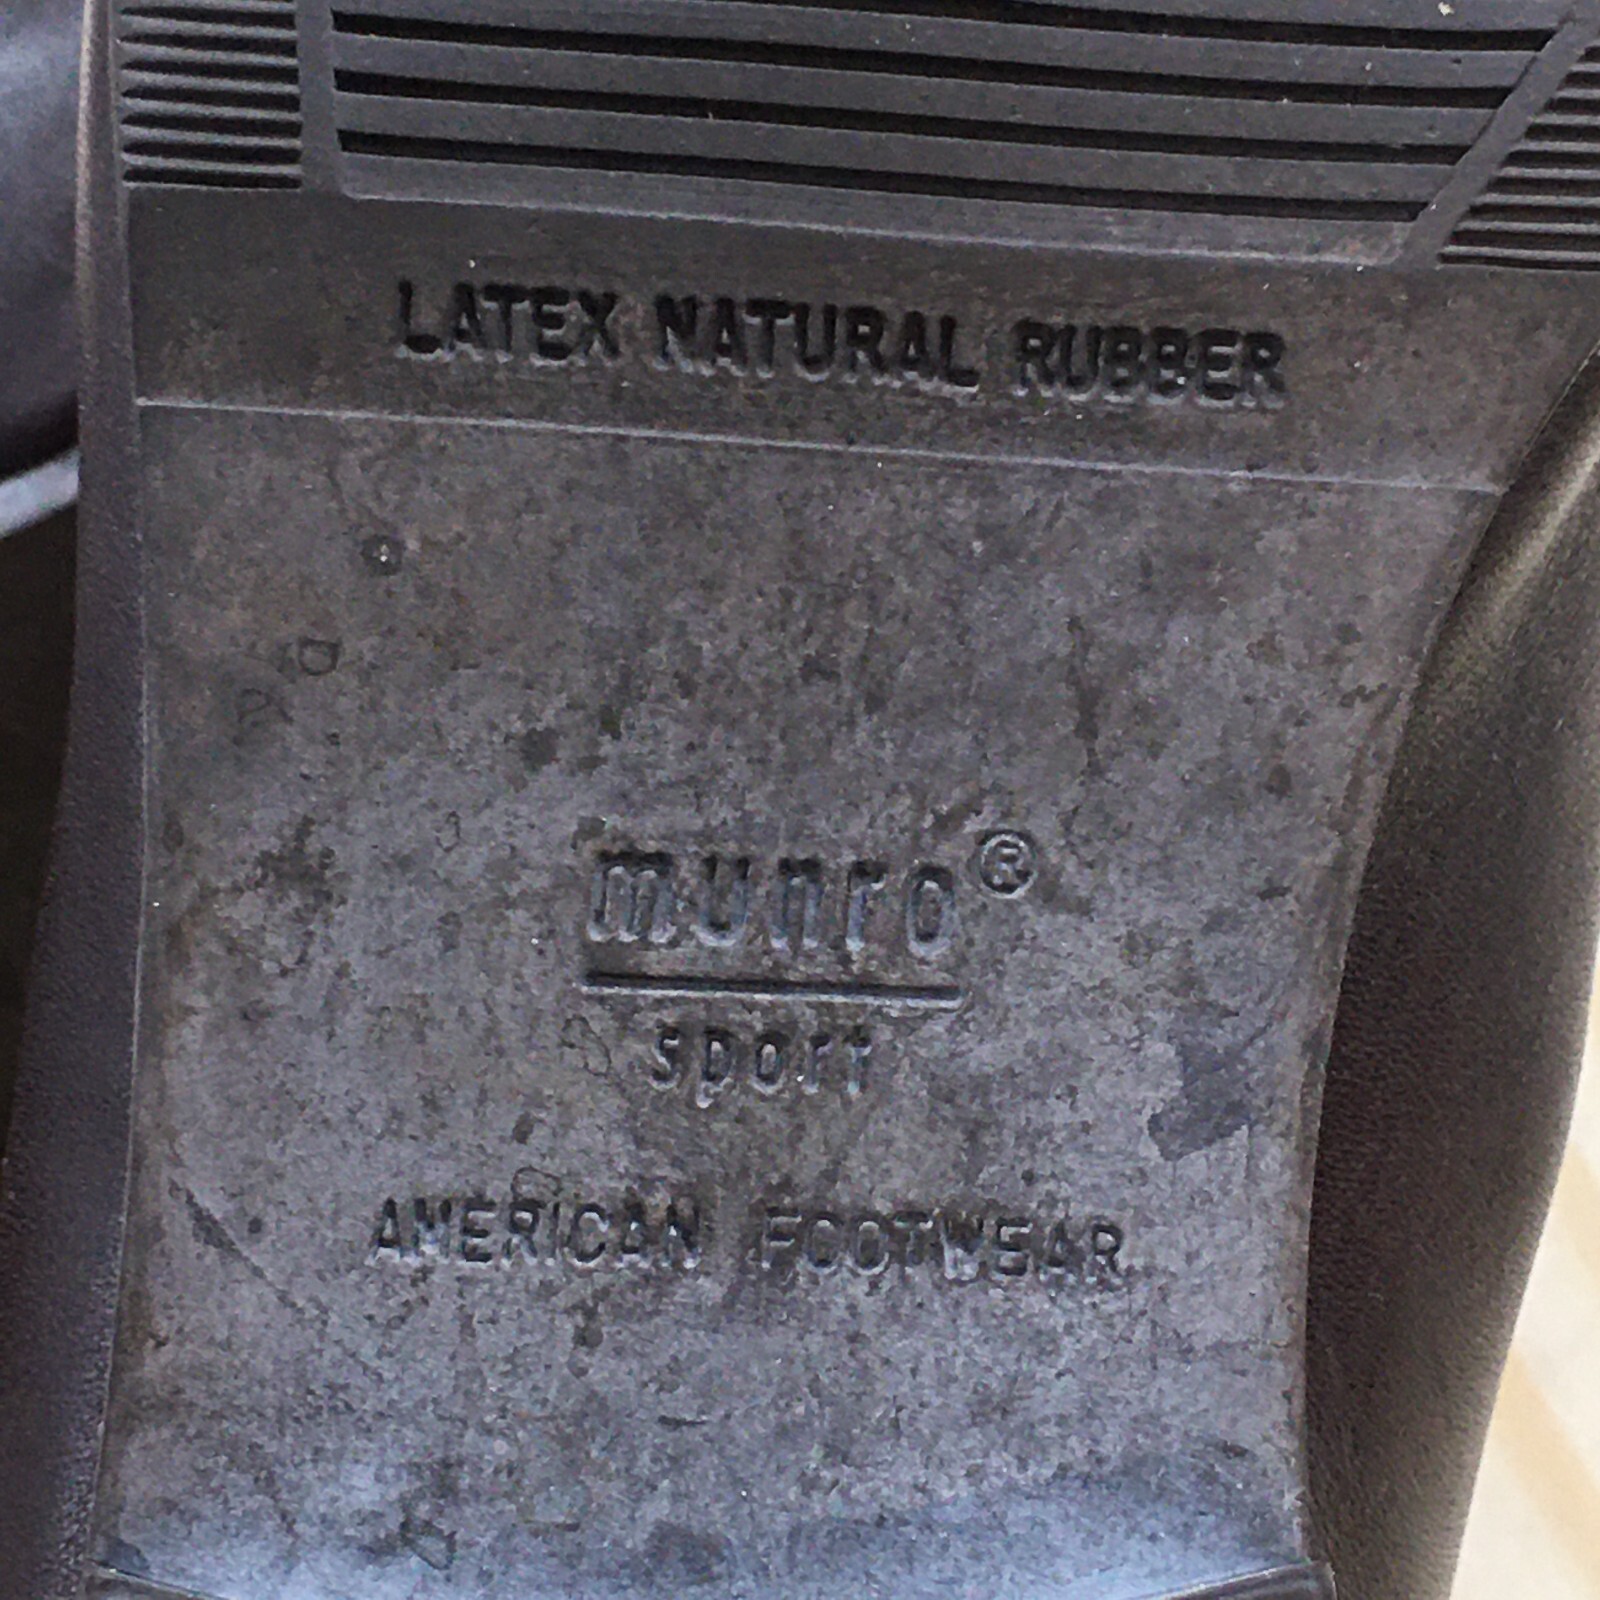 LATEX NATURAL RUBBER
munro®
sport
AMERICAN FOOTWEAR